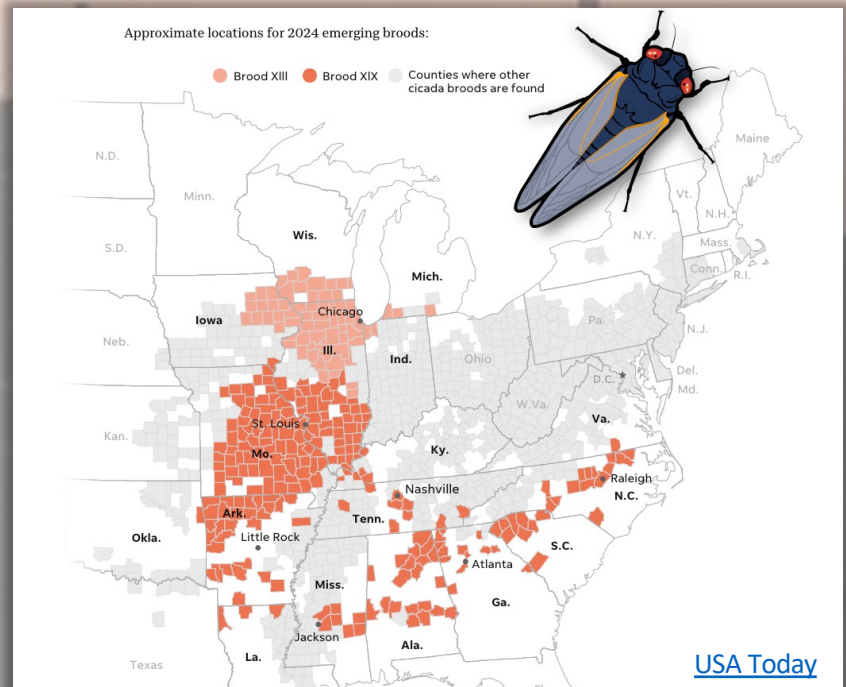 Approximate locations for 2024 emerging broods:
Brood XIII
Brood XIX
Counties where other
cicada broods are found
Maine
N.D.
Minn.
Vt.
N.H.
Wis.
N.Y.
Mass.
S.D.
Conn.
R.I.
Mich.
Chicago
Iowa
Pa.
Neb.
N.J.
Ill.
Ind.
Ohio
Del.
D.C.
Md.
W.Va.
St. Louis
Va.
Kan.
Mo.
Ky.
Raleigh
Nashville
N.C.
Ark.
Tenn.
Okla.
Little Rock
S.C.
Atlanta
Miss.
Ga.
Jackson
Ala.
La.
Texas
USA Today